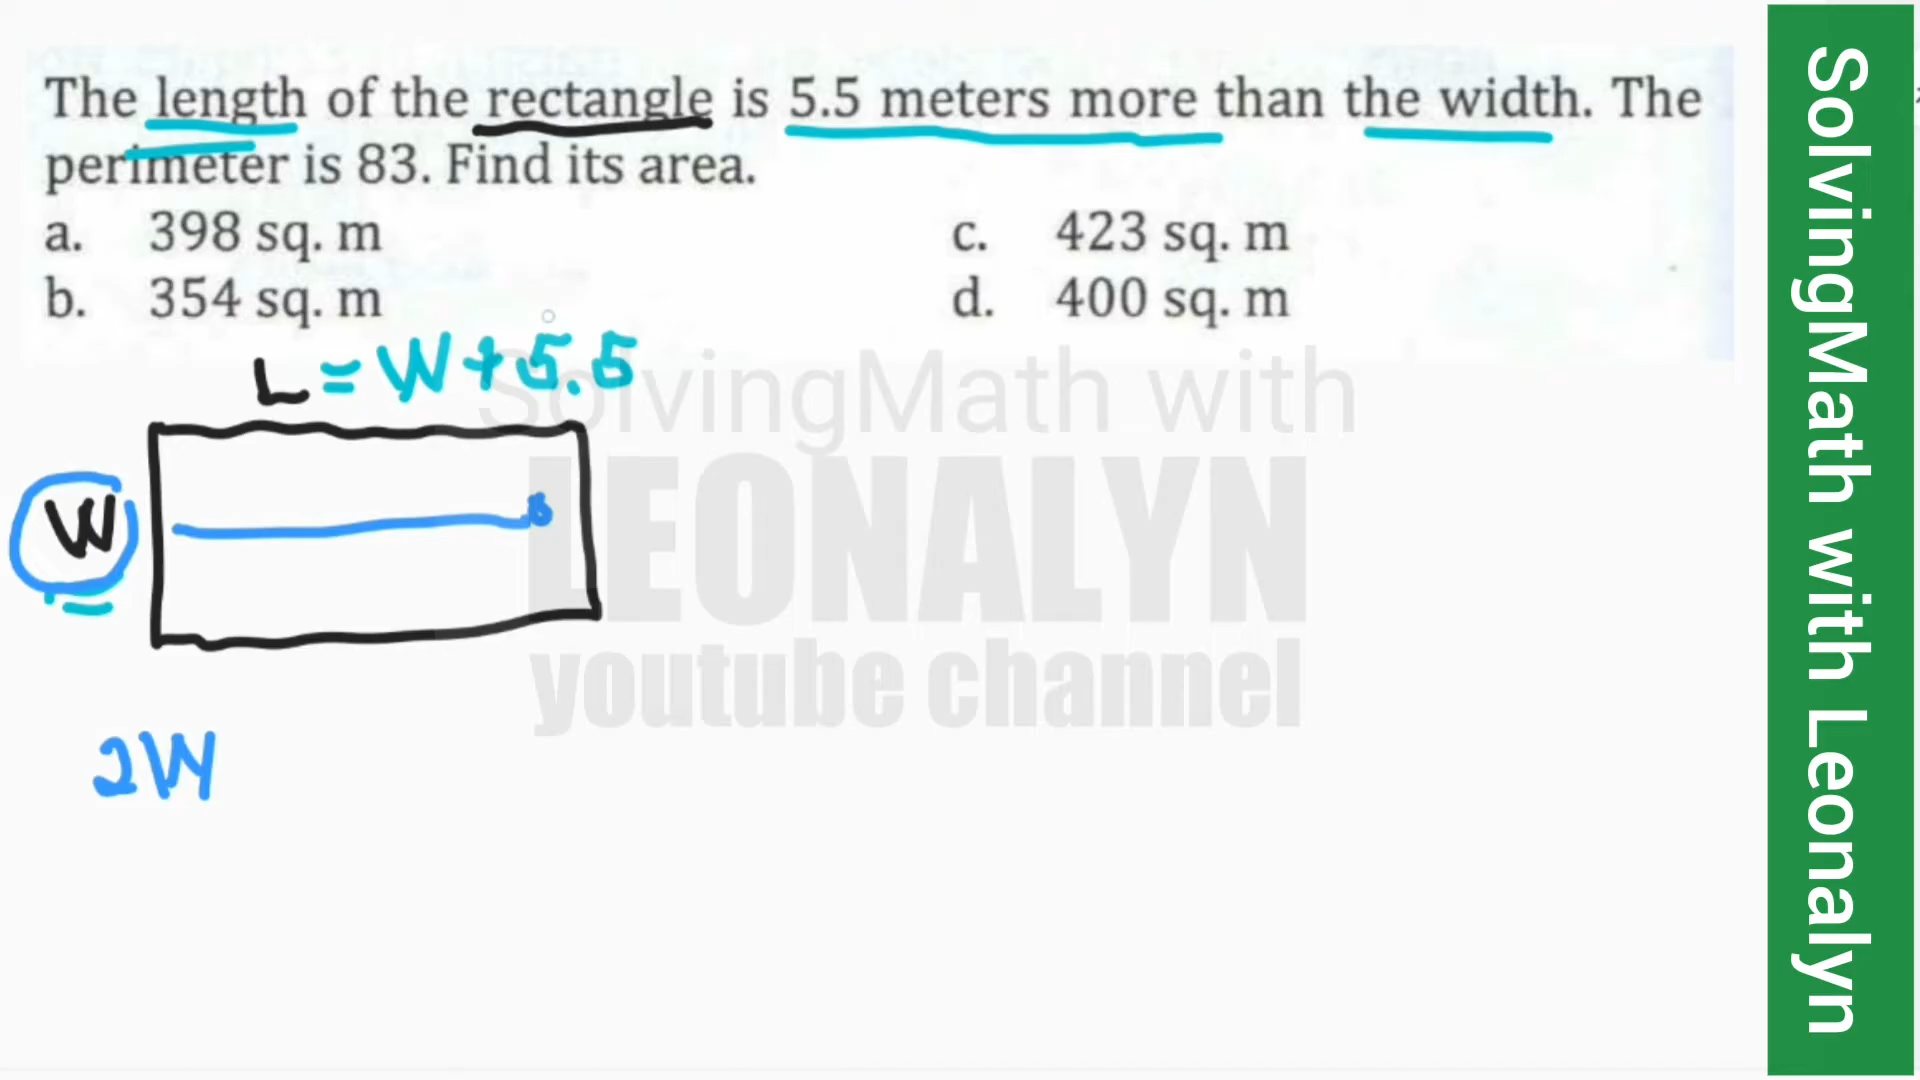 The length of the rectangle is 5.5 meters more than the width. The
perimeter is 83. Find its area.
a. 398 sq. m
c. 423 sq. m
b. 354 sq. m
d. 400 sq. m
L = W + 5.5
W
2W
SolvingMath with
LEONALYN
youtube channel
SolvingMath with Leonalyn